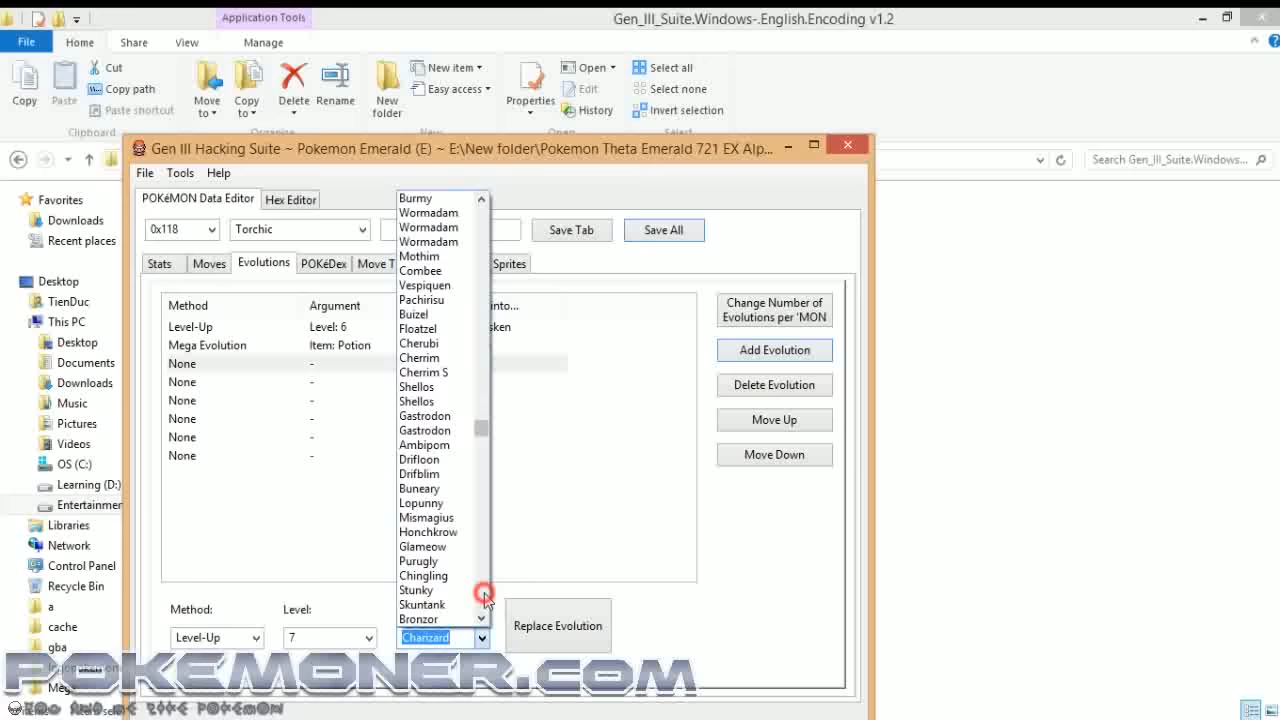 Application Tools
Gen_III_Suite.Windows-.English.Encoding v1.2
File
Home
Share
View
Manage
Copy
Paste
Cut
Copy path
Paste shortcut
Clipboard
Move to
Copy to
Delete
Rename
Organize
New folder
New item
Easy access
New
Properties
Open
Edit
History
Open
Select all
Select none
Invert selection
Select
Search Gen_III_Suite.Windows...
Favorites
Downloads
Recent places
Desktop
TienDuc
This PC
Desktop
Documents
Downloads
Music
Pictures
Videos
OS (C:)
Learning (D:)
Entertainmen
Libraries
Network
Control Panel
Recycle Bin
a
cache
gba
Gen III Hacking Suite ~ Pokemon Emerald (E) ~ E:\New folder\Pokemon Theta Emerald 721 EX Alp...
File
Tools
Help
POKéMON Data Editor
Hex Editor
0x118
Torchic
Save Tab
Save All
Stats
Moves
Evolutions
POKéDex
Move T
Sprites
Method
Argument
into...
Level-Up
Level: 6
sken
Mega Evolution
Item: Potion
None
-
None
-
None
-
None
-
None
-
None
-
Change Number of
Evolutions per 'MON
Add Evolution
Delete Evolution
Move Up
Move Down
Burmy
Wormadam
Wormadam
Wormadam
Mothim
Combee
Vespiquen
Pachirisu
Buizel
Floatzel
Cherubi
Cherrim
Cherrim S
Shellos
Shellos
Gastrodon
Gastrodon
Ambipom
Drifloon
Drifblim
Buneary
Lopunny
Mismagius
Honchkrow
Glameow
Purugly
Chingling
Stunky
Skuntank
Bronzor
Method:
Level:
Level-Up
7
Charizard
Replace Evolution
POKEMONER.COM